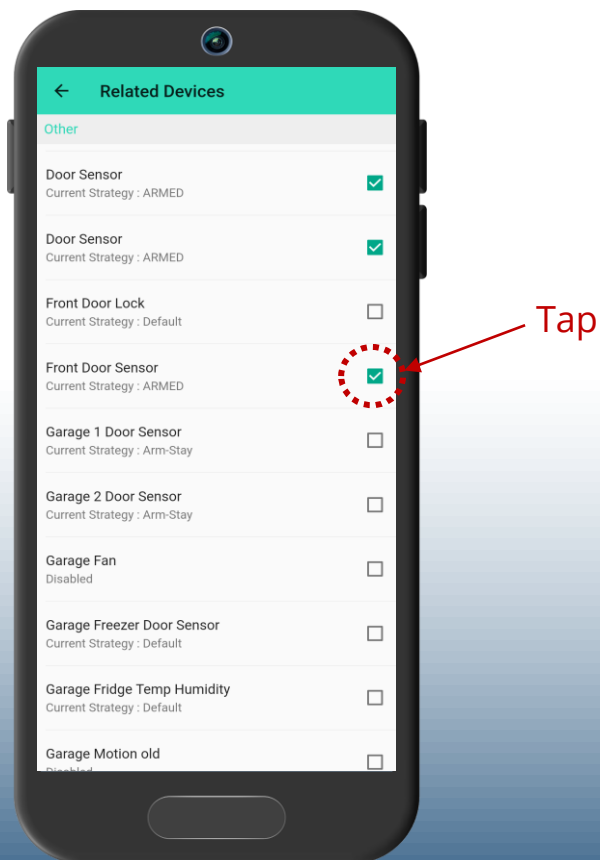 Related Devices
Other
Door Sensor
Current Strategy : ARMED
Door Sensor
Current Strategy : ARMED
Front Door Lock
Current Strategy : Default
Tap
Front Door Sensor
Current Strategy : ARMED
Garage 1 Door Sensor
Current Strategy : Arm-Stay
Garage 2 Door Sensor
Current Strategy : Arm-Stay
Garage Fan
Disabled
Garage Freezer Door Sensor
Current Strategy : Default
Garage Fridge Temp Humidity
Current Strategy : Default
Garage Motion old